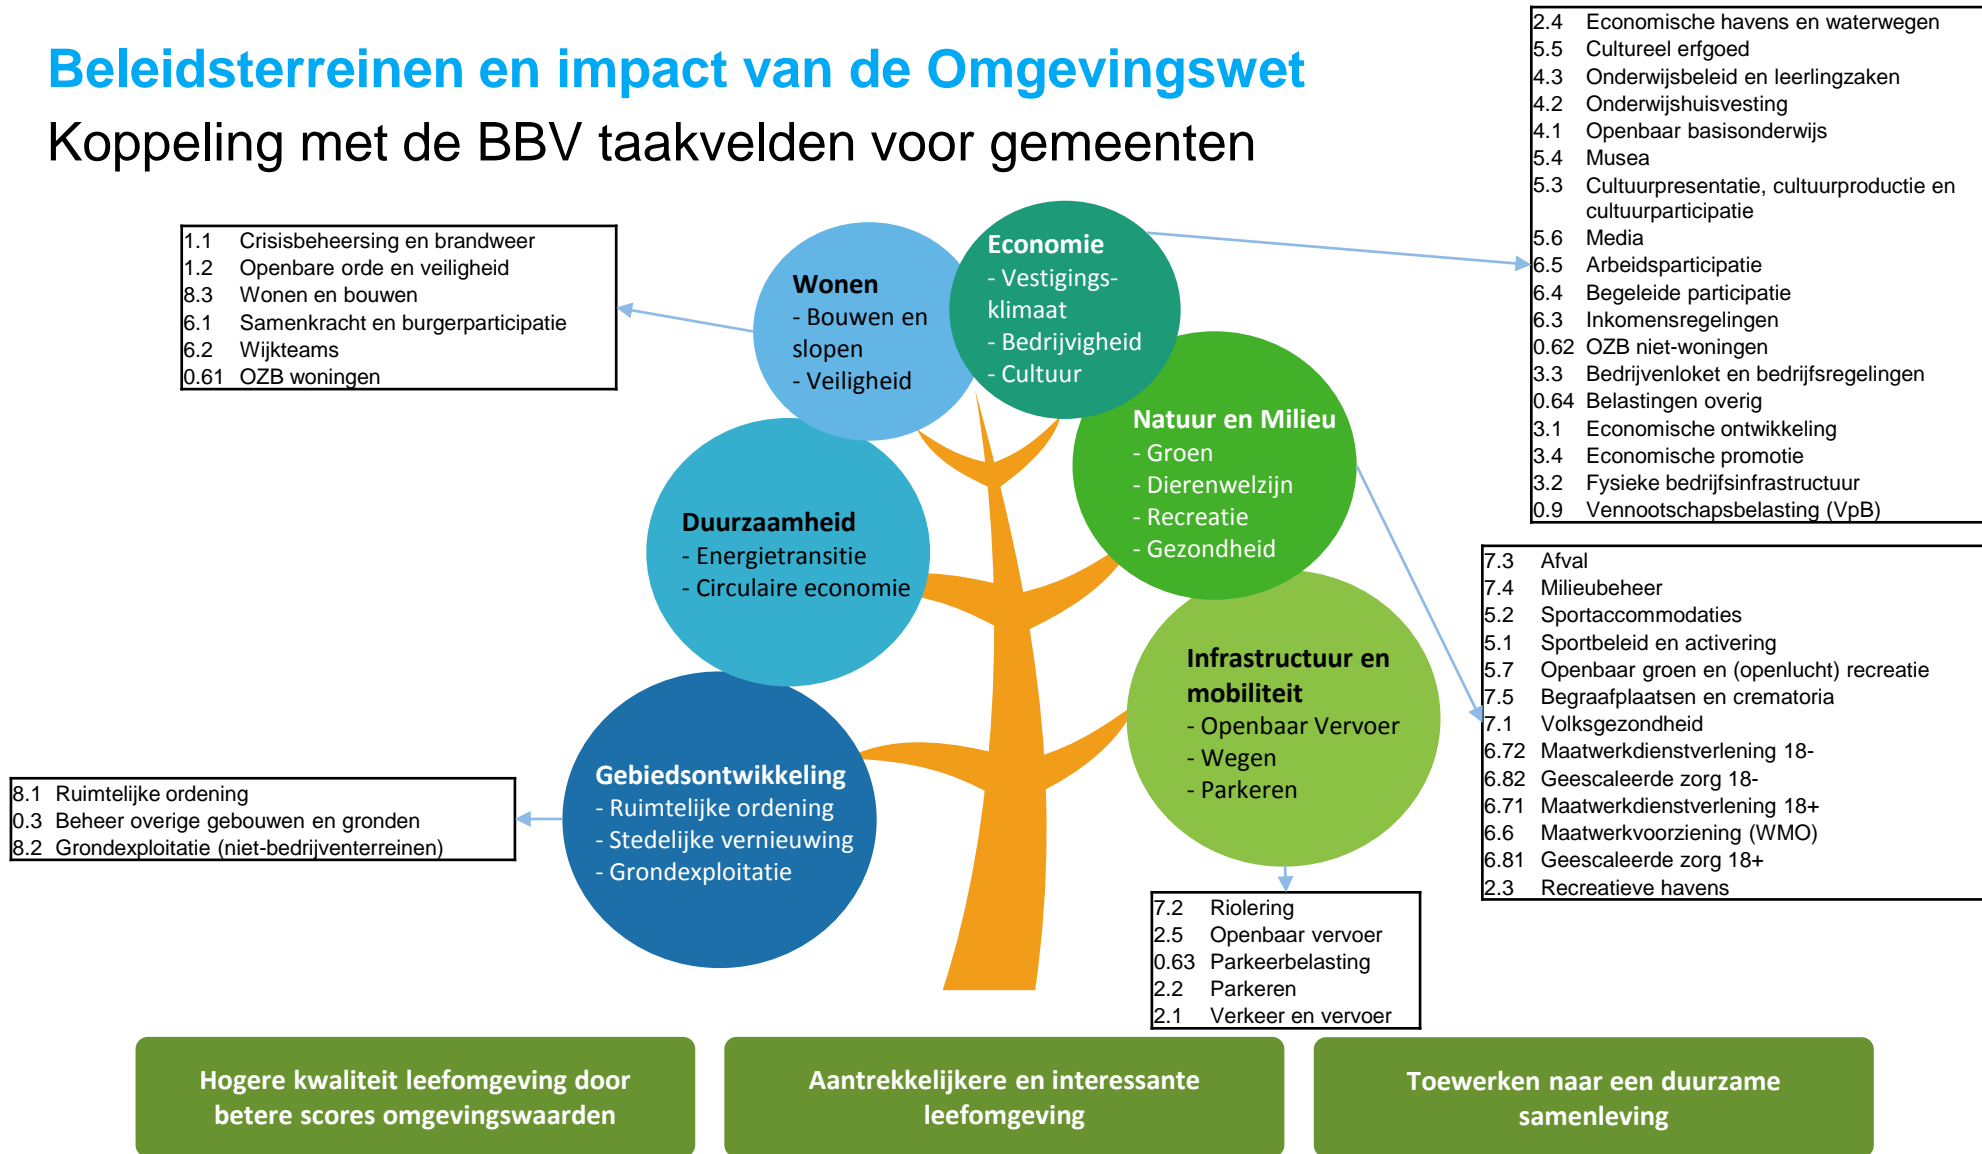 Beleidsterreinen en impact van de Omgevingswet
Koppeling met de BBV taakvelden voor gemeenten
2.4 Economische havens en waterwegen
5.5 Cultureel erfgoed
4.3 Onderwijsbeleid en leerlingzaken
4.2 Onderwijshuisvesting
4.1 Openbaar basisonderwijs
5.4 Musea
5.3 Cultuurpresentatie, cultuurproductie en
cultuurparticipatie
5.6 Media
6.5 Arbeidsparticipatie
6.4 Begeleide participatie
6.3 Inkomensregelingen
0.62 OZB niet-woningen
3.3 Bedrijvenloket en bedrijfsregelingen
0.64 Belastingen overig
3.1 Economische ontwikkeling
3.4 Economische promotie
3.2 Fysieke bedrijfsinfrastructuur
0.9 Vennootschapsbelasting (VpB)
1.1 Crisisbeheersing en brandweer
1.2 Openbare orde en veiligheid
8.3 Wonen en bouwen
6.1 Samenkracht en burgerparticipatie
6.2 Wijkteams
0.61 OZB woningen
Wonen
- Bouwen en
slopen
- Veiligheid
Economie
- Vestigings-
klimaat
- Bedrijvigheid
- Cultuur
Natuur en Milieu
- Groen
- Dierenwelzijn
- Recreatie
- Gezondheid
Duurzaamheid
- Energietransitie
- Circulaire economie
Infrastructuur en
mobiliteit
- Openbaar Vervoer
- Wegen
- Parkeren
Gebiedsontwikkeling
- Ruimtelijke ordening
- Stedelijke vernieuwing
- Grondexploitatie
7.3 Afval
7.4 Milieubeheer
5.2 Sportaccommodaties
5.1 Sportbeleid en activering
5.7 Openbaar groen en (openlucht) recreatie
7.5 Begraafplaatsen en crematoria
7.1 Volksgezondheid
6.72 Maatwerkdienstverlening 18-
6.82 Geescaleerde zorg 18-
6.71 Maatwerkdienstverlening 18+
6.6 Maatwerkvoorziening (WMO)
6.81 Geescaleerde zorg 18+
2.3 Recreatieve havens
8.1 Ruimtelijke ordening
0.3 Beheer overige gebouwen en gronden
8.2 Grondexploitatie (niet-bedrijventerreinen)
7.2 Riolering
2.5 Openbaar vervoer
0.63 Parkeerbelasting
2.2 Parkeren
2.1 Verkeer en vervoer
Hogere kwaliteit leefomgeving door
betere scores omgevingswaarden
Aantrekkelijkere en interessante
leefomgeving
Toewerken naar een duurzame
samenleving